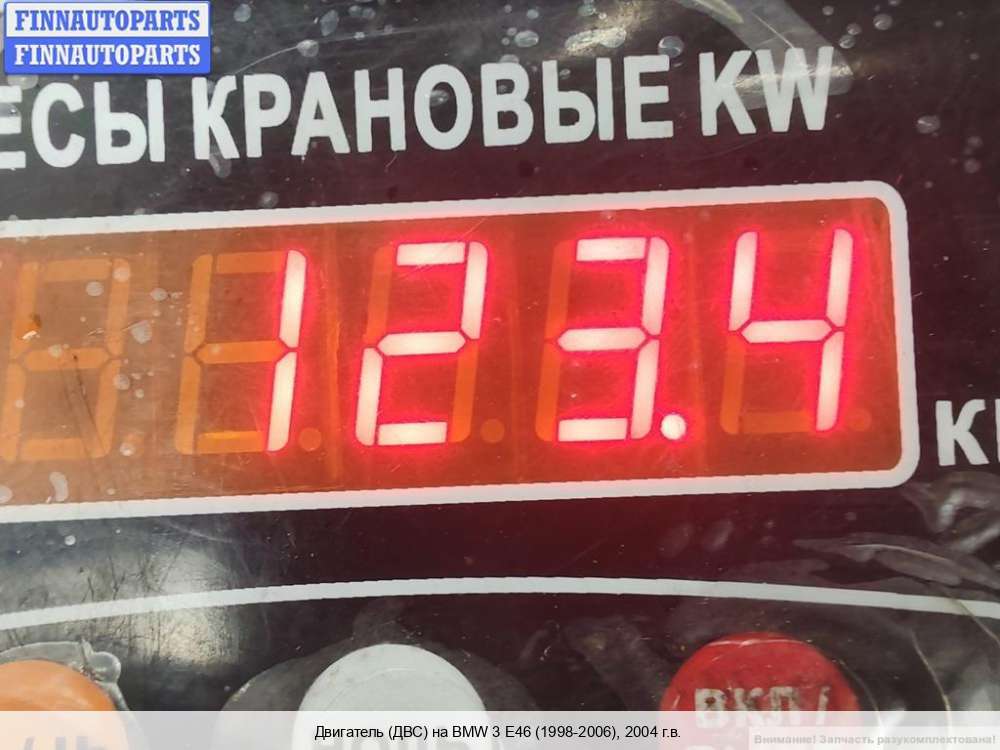 FINNAUTOPARTS
FINNAUTOPARTS
ЕСЫ КРАНОВЫЕ KW
123.4
ВКЛ/
Двигатель (ДВС) на BMW 3 E46 (1998-2006), 2004 г.в.
Внимание! Запчасть разукомплектована!